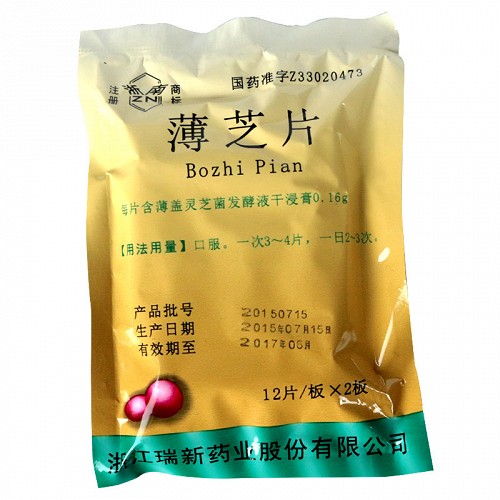 国药准字Z33020473
注册 商标
ZN
薄芝片
Bozhi Pian
每片含薄盖灵芝菌发酵液干浸膏0.16g
【用法用量】口服。一次3~4片，一日2~3次。
产品批号 20150715
生产日期 2015年07月15日
有效期至 2017年06月
12片/板×2板
浙江瑞新药业股份有限公司